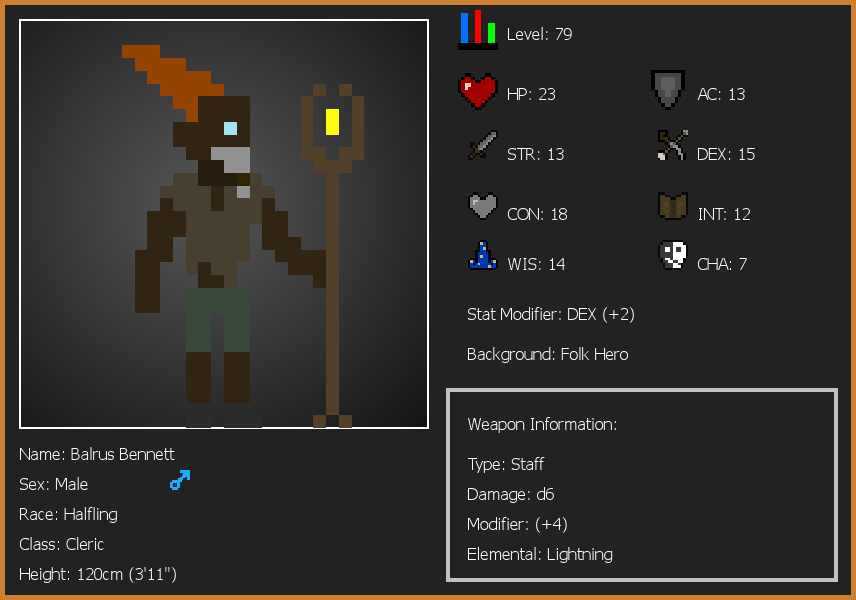 Level: 79
HP: 23
AC: 13
STR: 13
DEX: 15
CON: 18
INT: 12
WIS: 14
CHA: 7
Stat Modifier: DEX (+2)
Background: Folk Hero
Weapon Information:
Type: Staff
Damage: d6
Modifier: (+4)
Elemental: Lightning
Name: Balrus Bennett
Sex: Male
Race: Halfling
Class: Cleric
Height: 120cm (3'11")